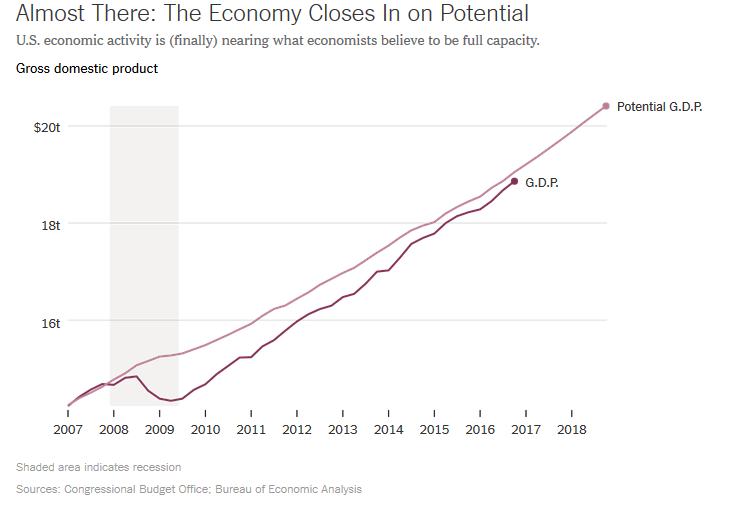 Almost There: The Economy Closes In on Potential
U.S. economic activity is (finally) nearing what economists believe to be full capacity.
Gross domestic product
Potential G.D.P.
$20t
G.D.P.
18t
16t
2007 2008 2009 2010 2011 2012 2013 2014 2015 2016 2017 2018
Shaded area indicates recession
Sources: Congressional Budget Office; Bureau of Economic Analysis